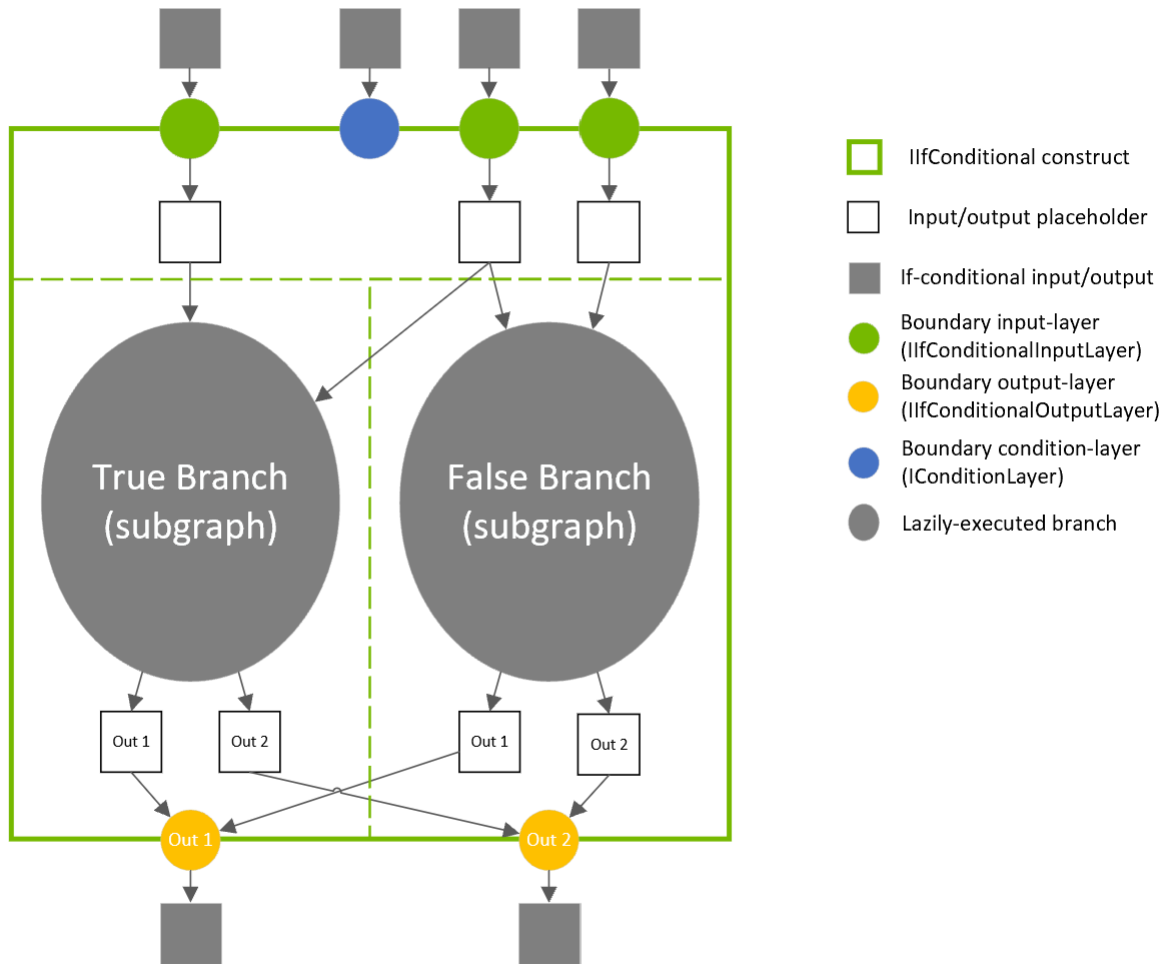 IIfConditional construct
Input/output placeholder
If-conditional input/output
Boundary input-layer
(IIfConditionalInputLayer)
Boundary output-layer
(IIfConditionalOutputLayer)
Boundary condition-layer
(IConditionLayer)
Lazily-executed branch
True Branch
(subgraph)
False Branch
(subgraph)
Out 1
Out 2
Out 1
Out 2
Out 1
Out 2